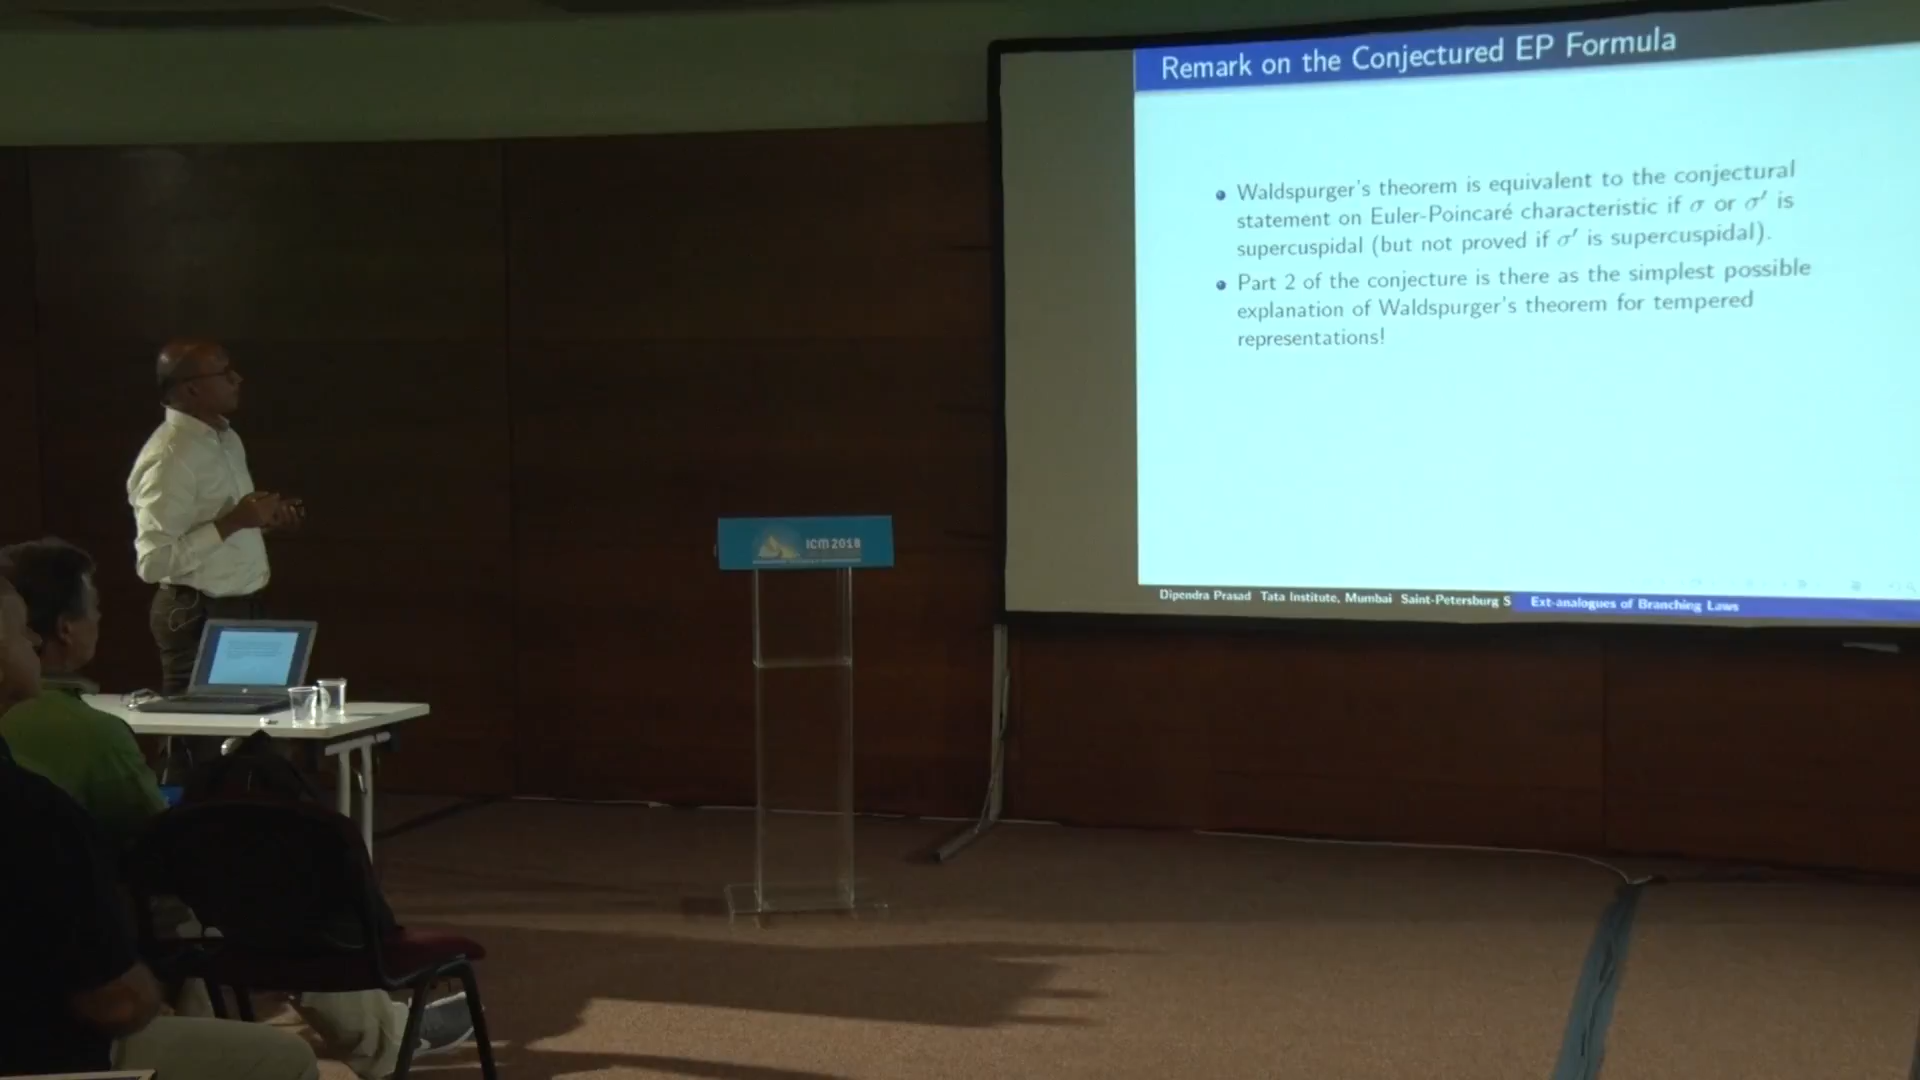 Remark on the Conjectured EP Formula
Waldspurger's theorem is equivalent to the conjectural
statement on Euler-Poincaré characteristic if σ or σ′ is
supercuspidal (but not proved if σ′ is supercuspidal).
Part 2 of the conjecture is there as the simplest possible
explanation of Waldspurger's theorem for tempered
representations!
Dipendra Prasad Tata Institute, Mumbai Saint-Petersburg S Ext-analogues of Branching Laws
ICM 2018